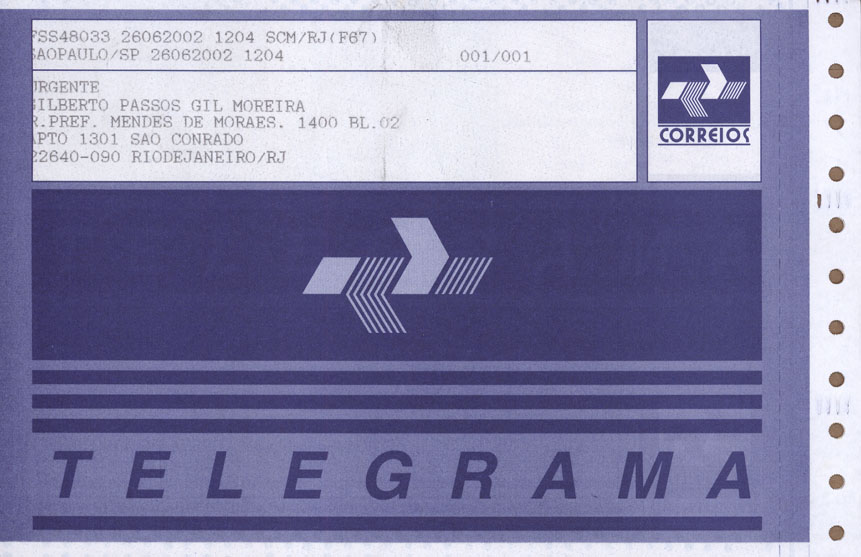 FSS48033 26062002 1204 SCM/RJ(F67)
SAOPAULO/SP 26062002 1204 001/001
URGENTE
GILBERTO PASSOS GIL MOREIRA
R.PREF. MENDES DE MORAES. 1400 BL.02
APTO 1301 SAO CONRADO
22640-090 RIODEJANEIRO/RJ
CORREIOS
TELEGRAMA